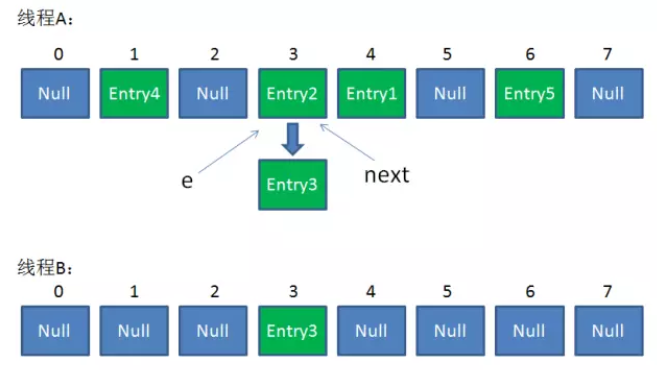 线程A：
0 1 2 3 4 5 6 7
Null Entry4 Null Entry2 Entry1 Null Entry5 Null
e next
Entry3
线程B：
0 1 2 3 4 5 6 7
Null Null Null Entry3 Null Null Null Null